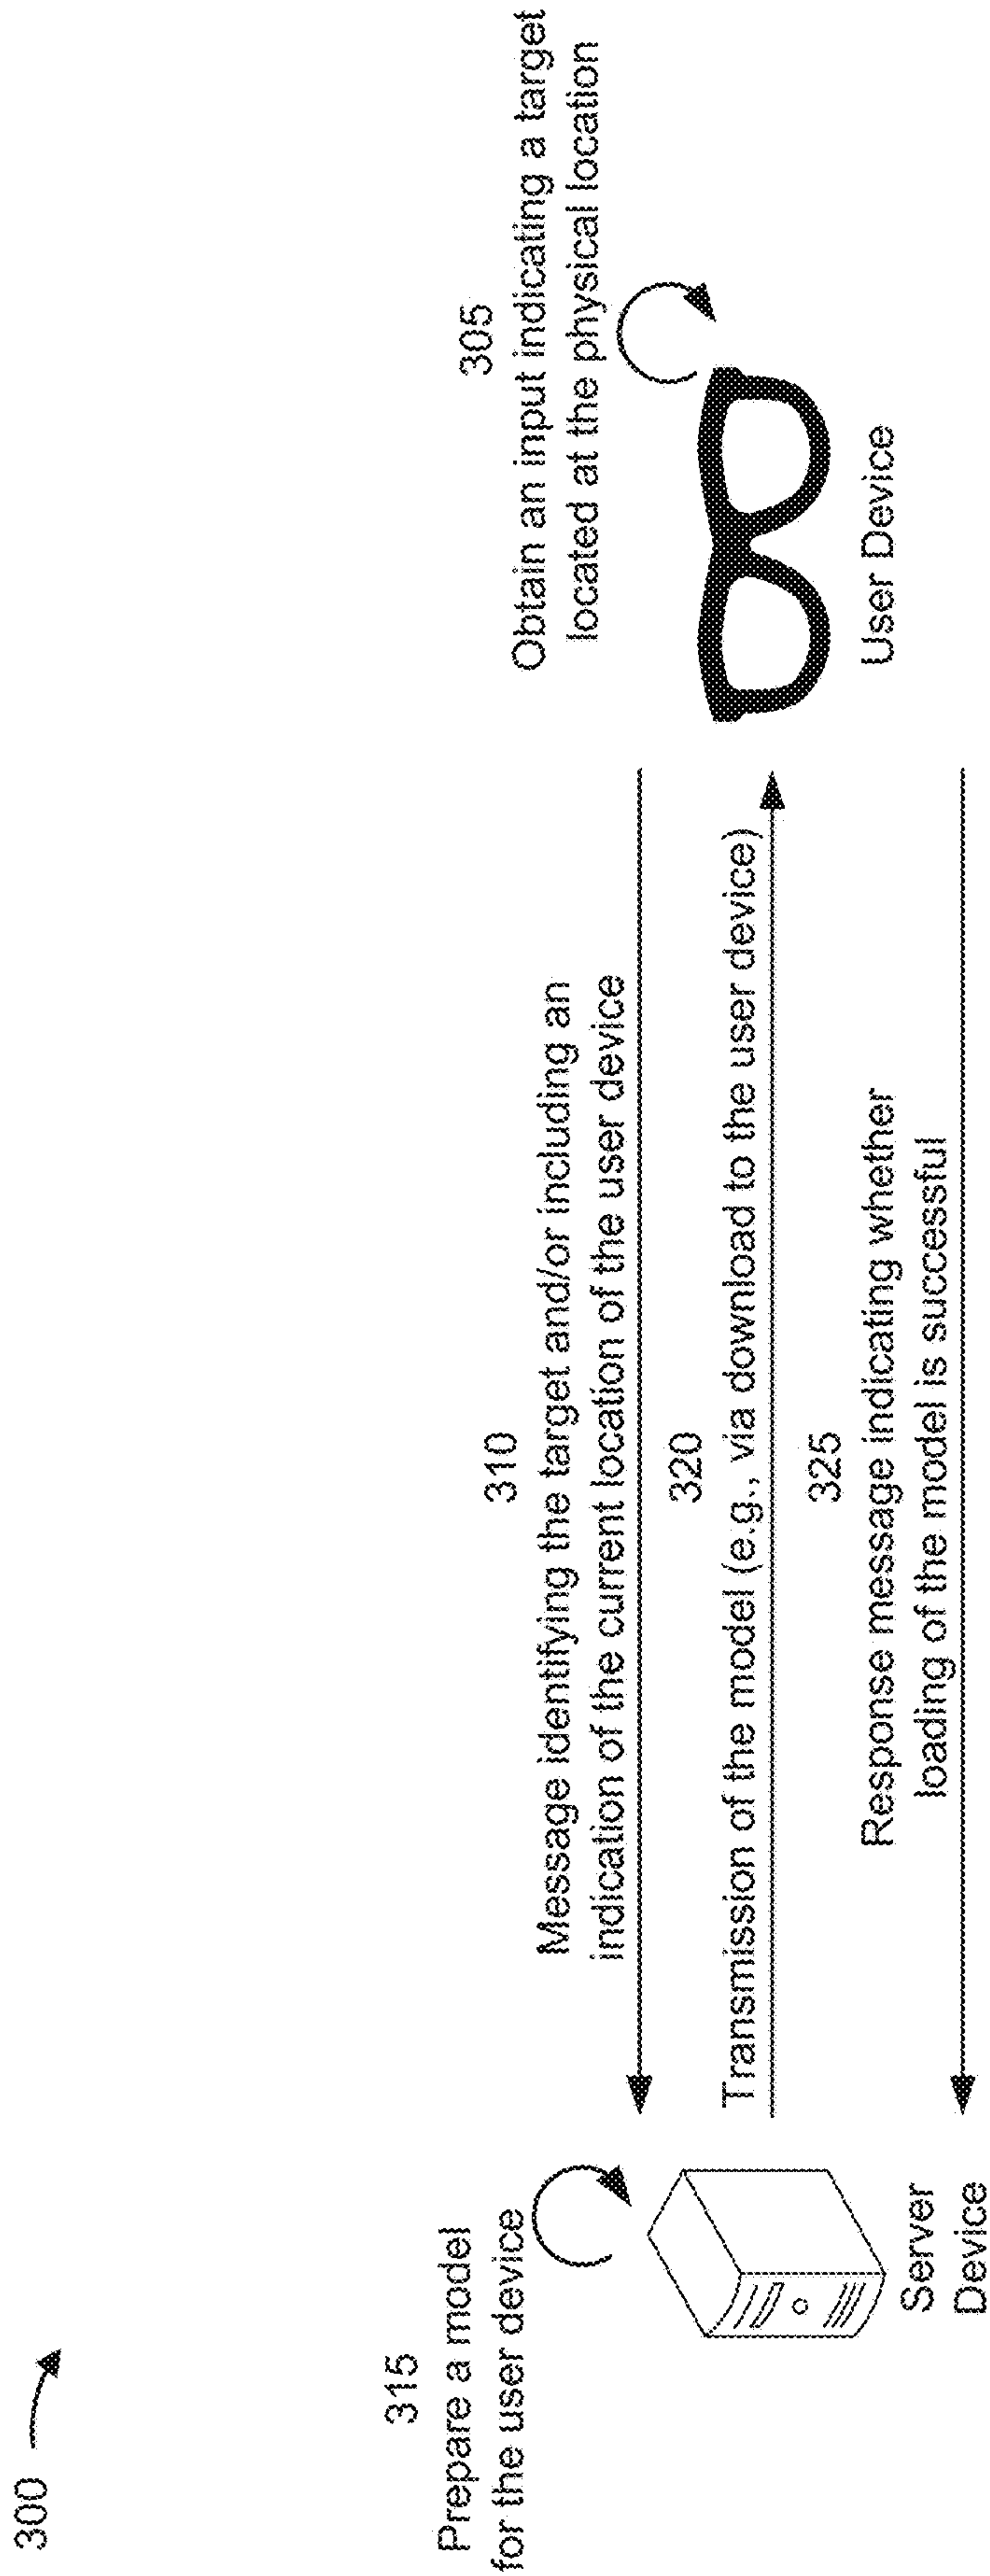 300
305
Obtain an input indicating a target
located at the physical location
310
Message identifying the target and/or including an
indication of the current location of the user device
315
Prepare a model
for the user device
320
Transmission of the model (e.g., via download to the user device)
325
Response message indicating whether
loading of the model is successful
Server
Device
User Device